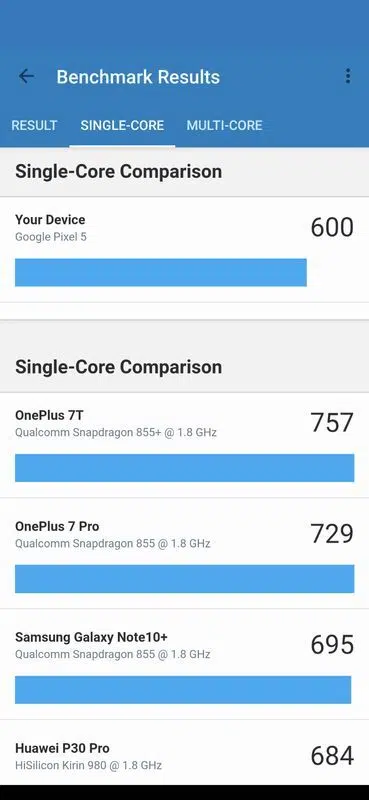 Benchmark Results
RESULT SINGLE-CORE MULTI-CORE
Single-Core Comparison
Your Device
Google Pixel 5
600
Single-Core Comparison
OnePlus 7T
Qualcomm Snapdragon 855+ @ 1.8 GHz
757
OnePlus 7 Pro
Qualcomm Snapdragon 855 @ 1.8 GHz
729
Samsung Galaxy Note10+
Qualcomm Snapdragon 855 @ 1.8 GHz
695
Huawei P30 Pro
HiSilicon Kirin 980 @ 1.8 GHz
684